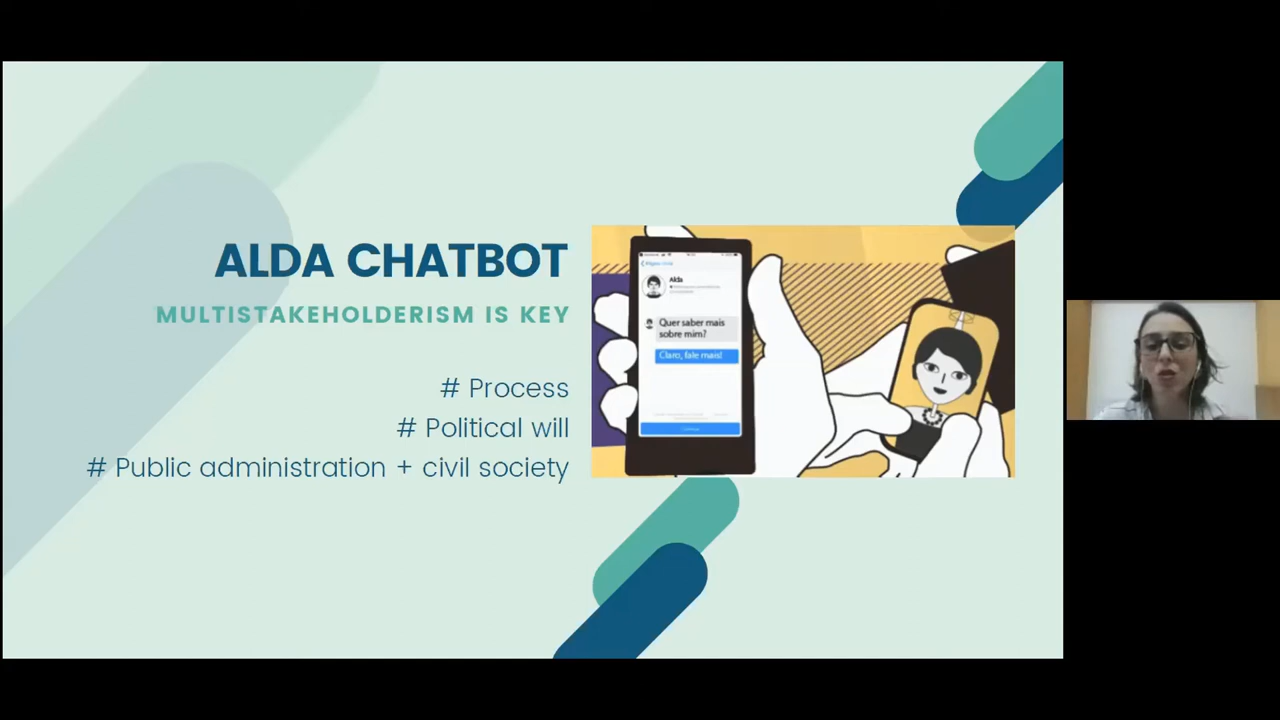 ALDA CHATBOT
MULTISTAKEHOLDERISM IS KEY
# Process
# Political will
# Public administration + civil society
Alda
Quer saber mais
sobre mim?
Claro, fale mais!